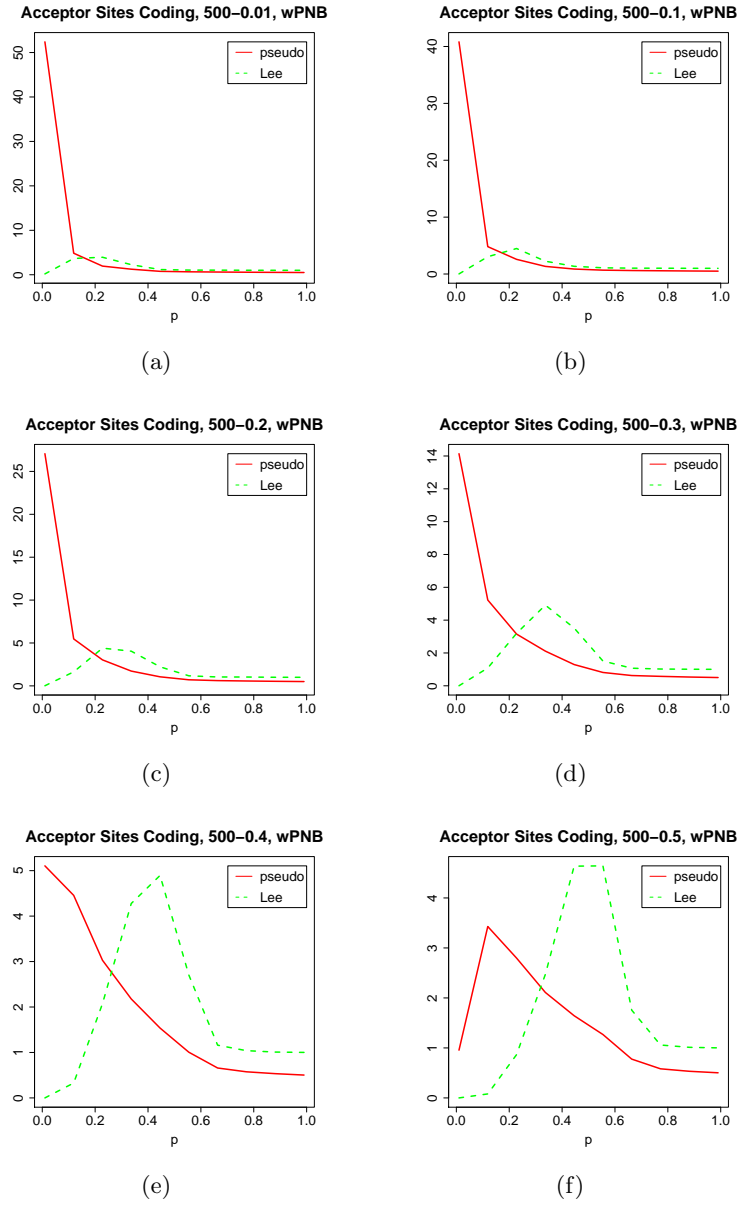 Acceptor Sites Coding, 500−0.01, wPNB
pseudo
Lee
0 10 20 30 40 50
0.0 0.2 0.4 0.6 0.8 1.0
p
(a)
Acceptor Sites Coding, 500−0.1, wPNB
pseudo
Lee
0 10 20 30 40
0.0 0.2 0.4 0.6 0.8 1.0
p
(b)
Acceptor Sites Coding, 500−0.2, wPNB
pseudo
Lee
0 5 10 15 20 25
0.0 0.2 0.4 0.6 0.8 1.0
p
(c)
Acceptor Sites Coding, 500−0.3, wPNB
pseudo
Lee
0 2 4 6 8 10 12 14
0.0 0.2 0.4 0.6 0.8 1.0
p
(d)
Acceptor Sites Coding, 500−0.4, wPNB
pseudo
Lee
0 1 2 3 4 5
0.0 0.2 0.4 0.6 0.8 1.0
p
(e)
Acceptor Sites Coding, 500−0.5, wPNB
pseudo
Lee
0 1 2 3 4
0.0 0.2 0.4 0.6 0.8 1.0
p
(f)